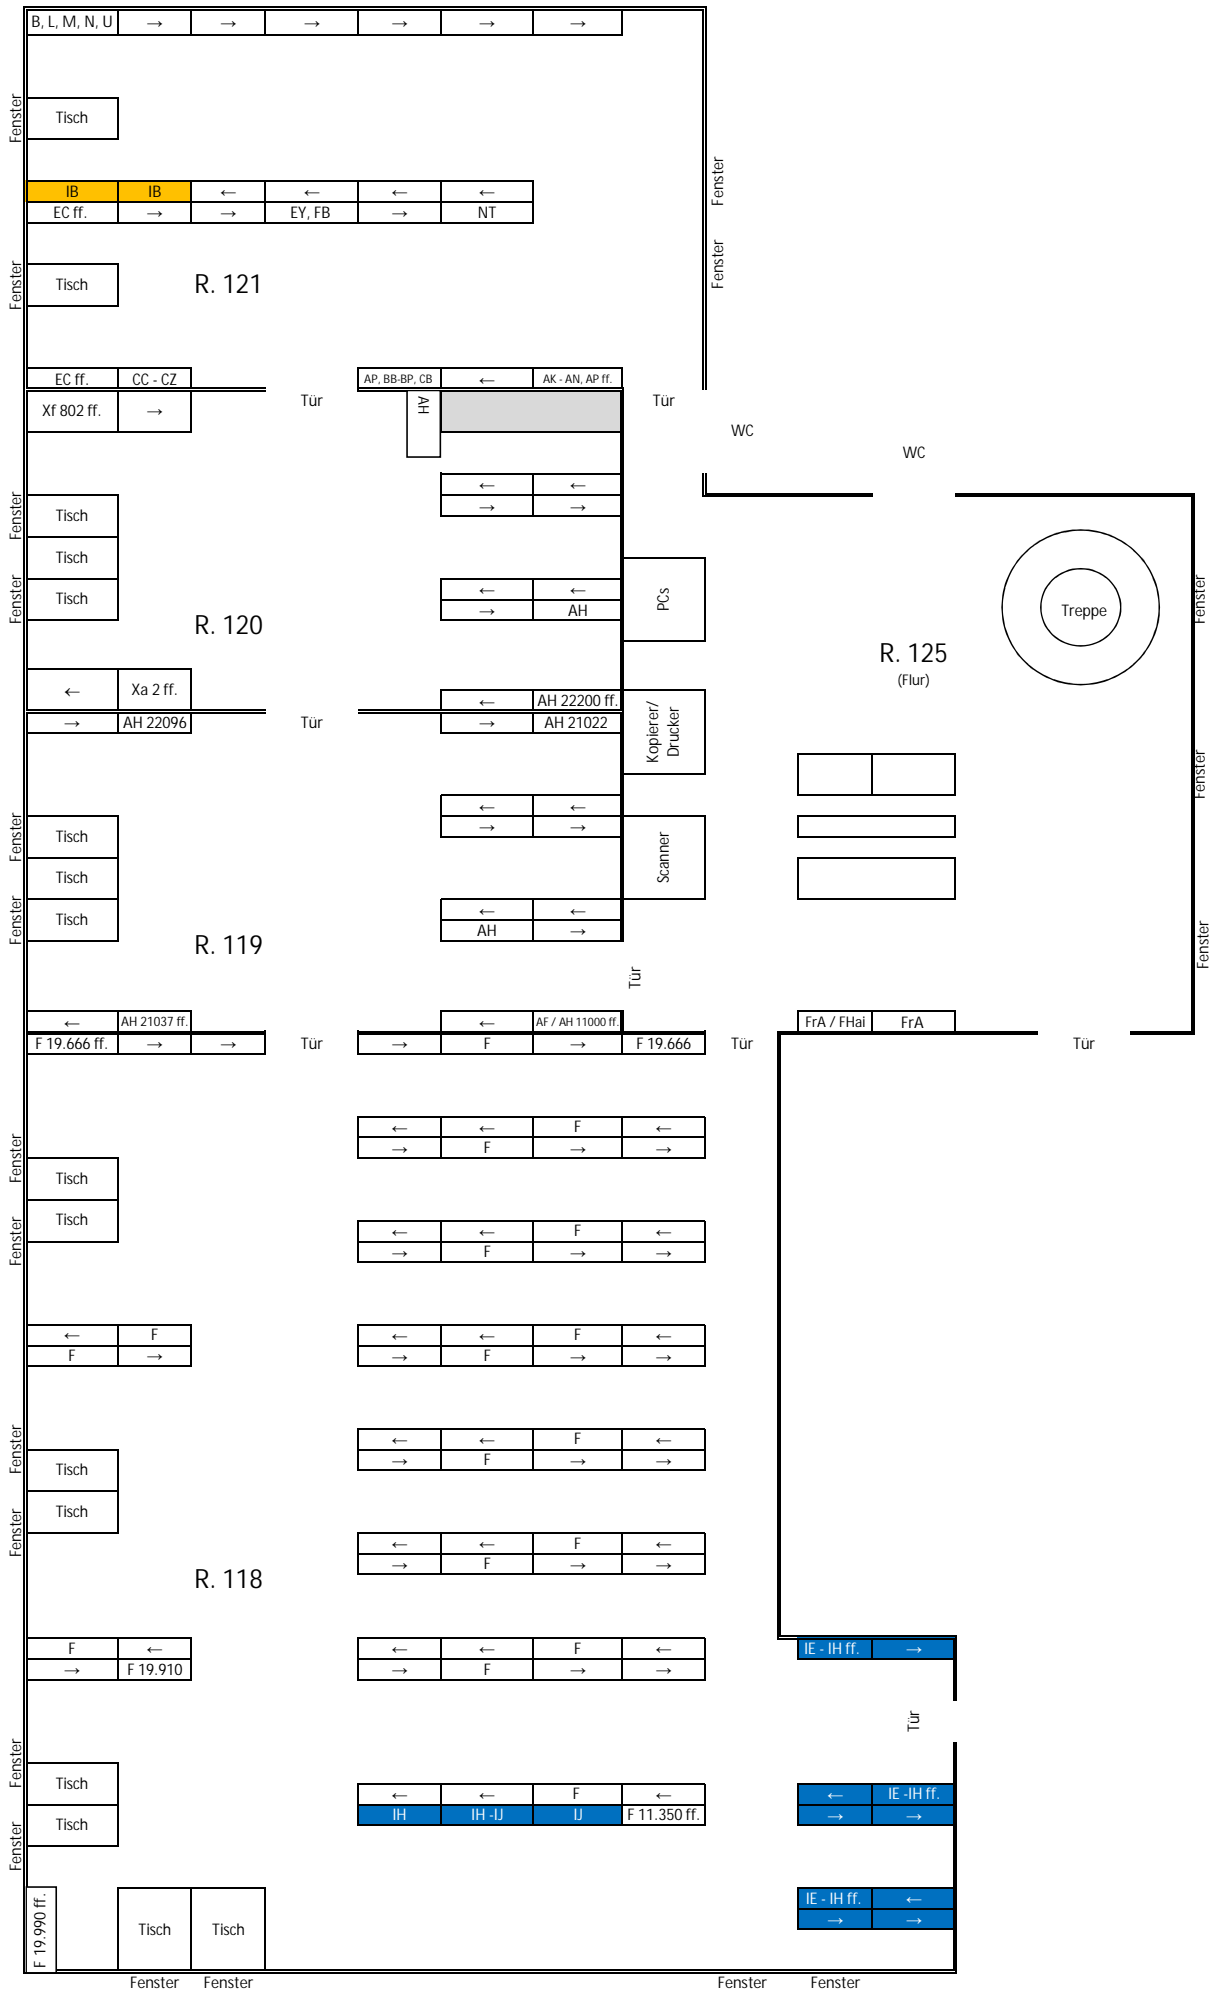 B, L, M, N, U → → → → → →
Fenster
Tisch
Fenster
IB IB ← ← ← ←
EC ff. → → EY, FB → NT
Fenster
Fenster
Tisch
R. 121
EC ff. CC - CZ
AP, BB-BP, CB ← AK - AN, AP ff.
Xf 802 ff. →
Tür
AH
Tür
WC
WC
← ←
→ →
Fenster
Tisch
Tisch
Fenster
Tisch
← ←
→ AH
PCs
Fenster
Treppe
R. 120
R. 125
(Flur)
← Xa 2 ff.
← AH 22200 ff.
→ AH 22096
Tür
→ AH 21022
Kopierer/
Drucker
Fenster
← ←
→ →
Fenster
Tisch
Tisch
Fenster
Tisch
Scanner
← ←
AH →
R. 119
Fenster
Tür
← AH 21037 ff.
← AF / AH 11000 ff.
FrA / FHai FrA
F 19.666 ff. → →
Tür
→ F → F 19.666
Tür
Tür
← ← F ←
→ F → →
Fenster
Tisch
Tisch
Fenster
← ← F ←
→ F → →
← F
F →
← ← F ←
→ F → →
Fenster
← ← F ←
→ F → →
Tisch
Tisch
Fenster
← ← F ←
→ F → →
R. 118
F ←
→ F 19.910
← ← F ←
→ F → →
IE - IH ff. →
Tür
Fenster
Tisch
Tisch
Fenster
← ← F ←
IH IH -IJ IJ F 11.350 ff.
← IE -IH ff.
→ →
F 19.990 ff.
Tisch Tisch
IE - IH ff. ←
→ →
Fenster Fenster Fenster Fenster